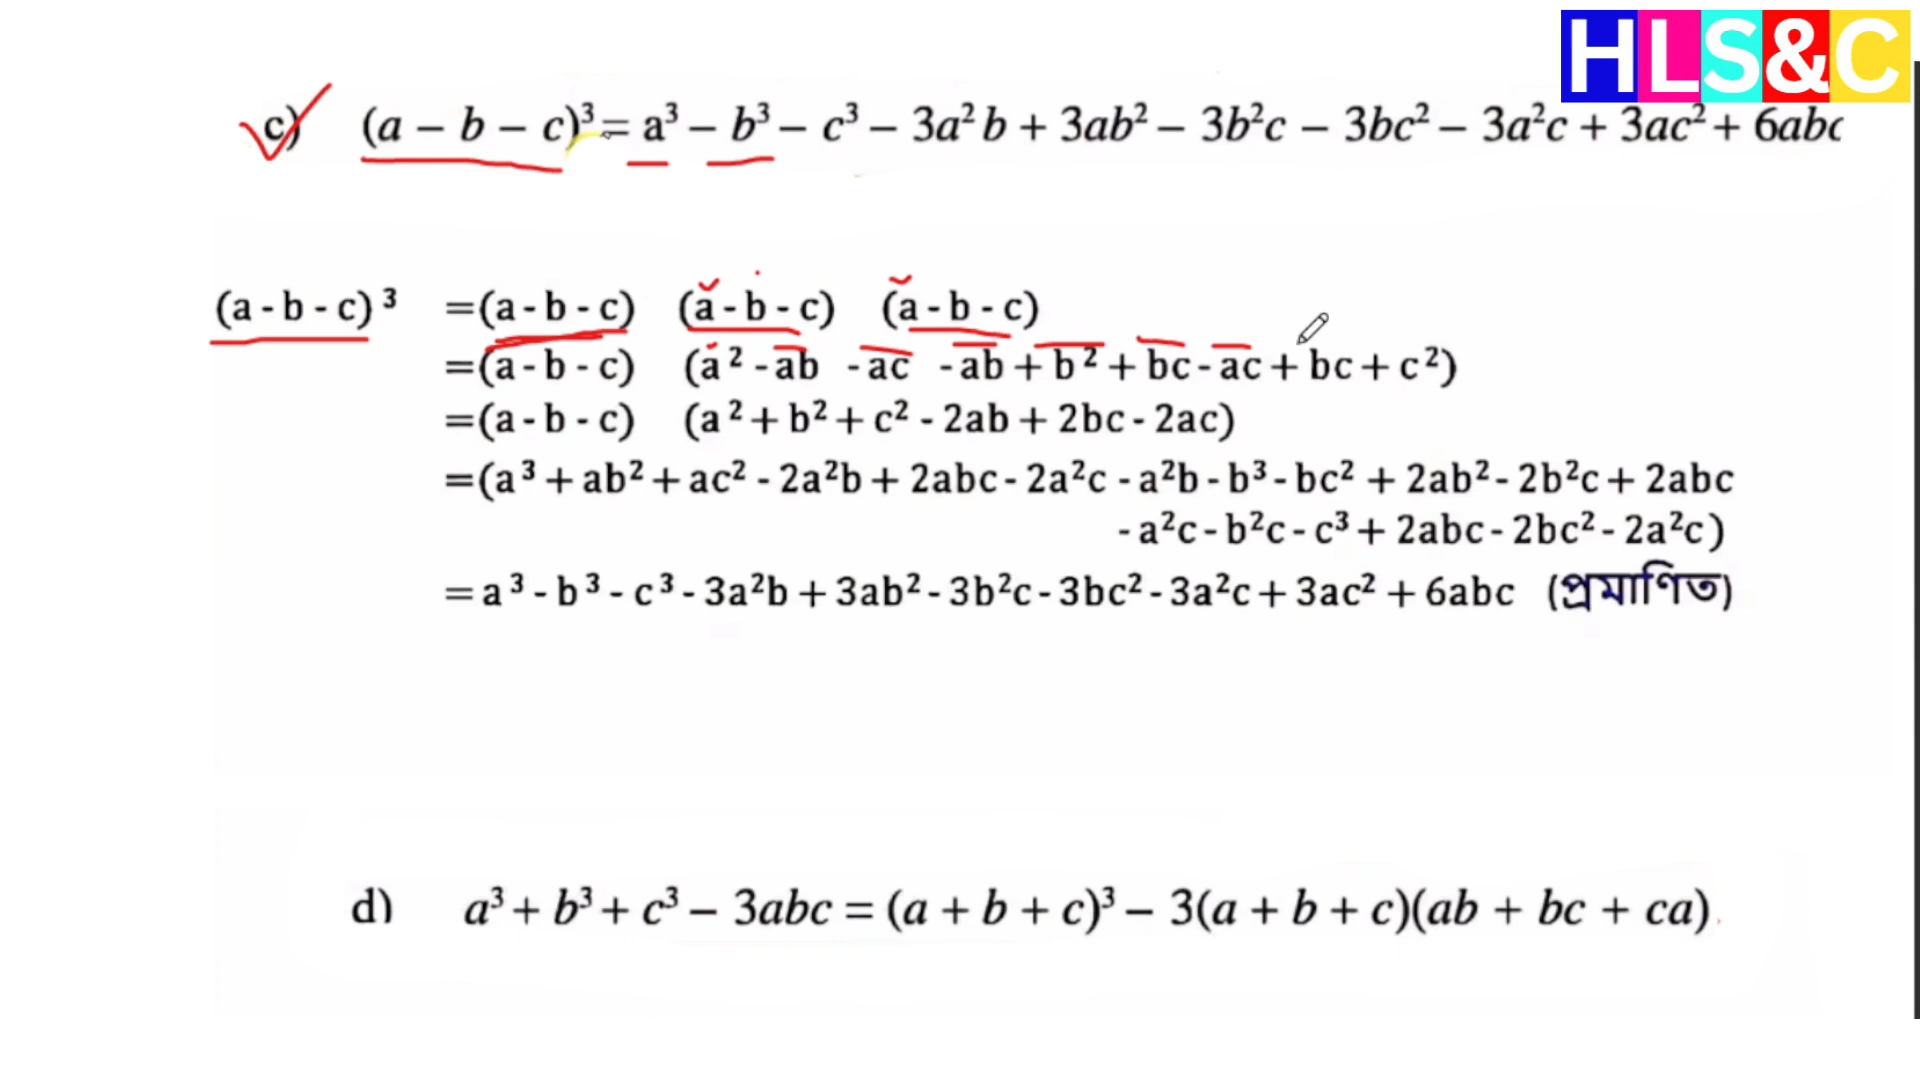 HLS&C
c) (a − b − c)³ = a³ − b³ − c³ − 3a²b + 3ab² − 3b²c − 3bc² − 3a²c + 3ac² + 6abc
(a - b - c)³ =(a - b - c) (a - b - c) (a - b - c)
=(a - b - c) (a² - ab - ac - ab + b² + bc - ac + bc + c²)
=(a - b - c) (a² + b² + c² - 2ab + 2bc - 2ac)
=(a³ + ab² + ac² - 2a²b + 2abc - 2a²c - a²b - b³ - bc² + 2ab² - 2b²c + 2abc
- a²c - b²c - c³ + 2abc - 2bc² - 2a²c)
= a³ - b³ - c³ - 3a²b + 3ab² - 3b²c - 3bc² - 3a²c + 3ac² + 6abc (প্রমাণিত)
d) a³ + b³ + c³ − 3abc = (a + b + c)³ − 3(a + b + c)(ab + bc + ca)